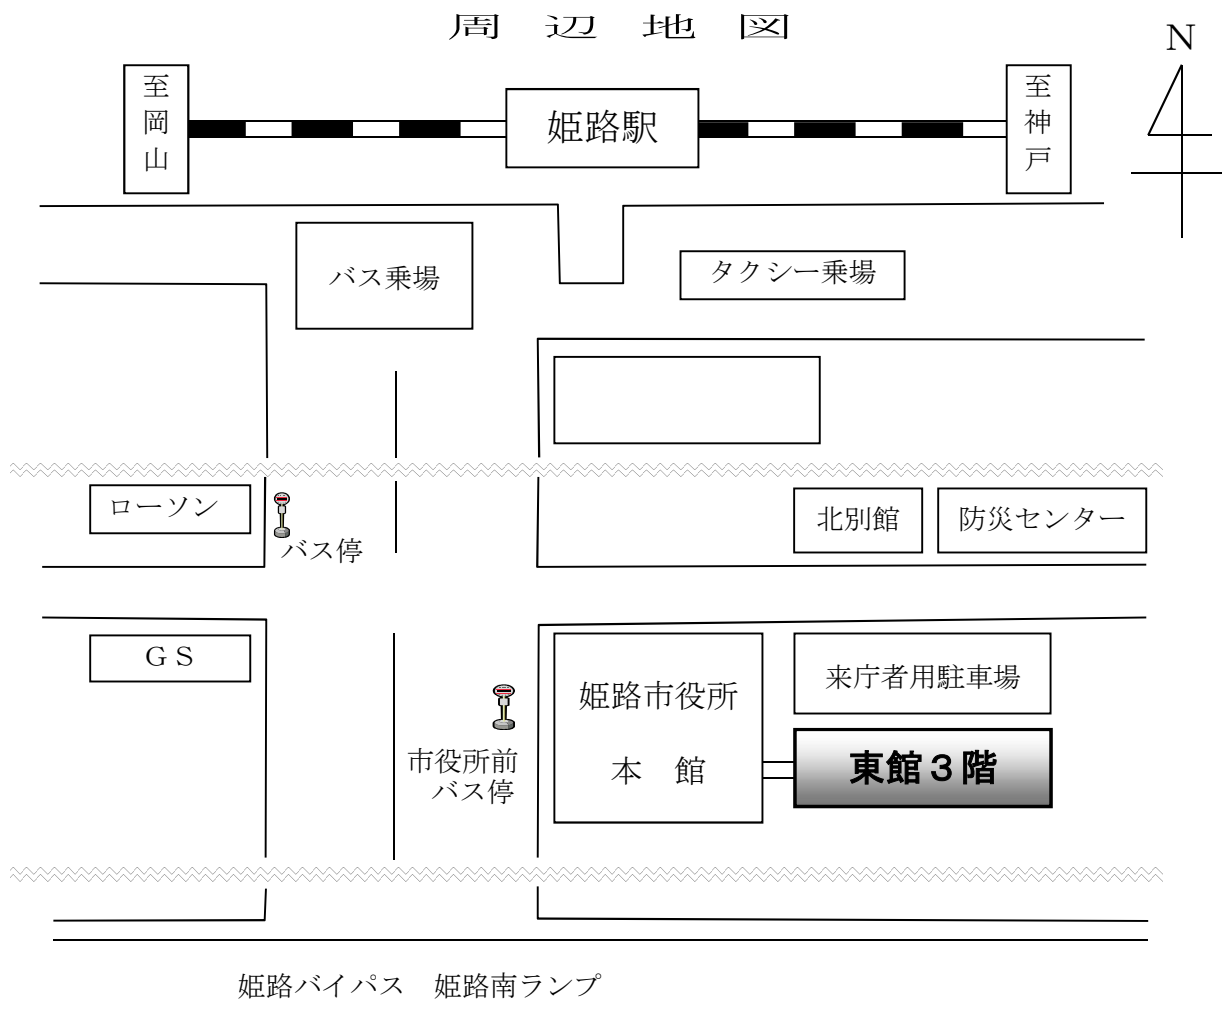 周 辺 地 図
N
至岡山
姫路駅
至神戸
バス乗場
タクシー乗場
ローソン
バス停
北別館
防災センター
ＧＳ
姫路市役所
本　館
来庁者用駐車場
東館３階
市役所前
バス停
姫路バイパス　姫路南ランプ